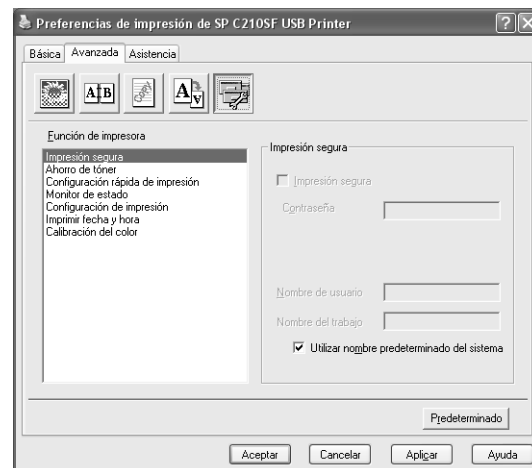 Preferencias de impresión de SP C210SF USB Printer
Básica Avanzada Asistencia
Función de impresora
Impresión segura
Ahorro de tóner
Configuración rápida de impresión
Monitor de estado
Configuración de impresión
Imprimir fecha y hora
Calibración del color
Impresión segura
Impresión segura
Contraseña
Nombre de usuario
Nombre del trabajo
Utilizar nombre predeterminado del sistema
Predeterminado
Aceptar Cancelar Aplicar Ayuda